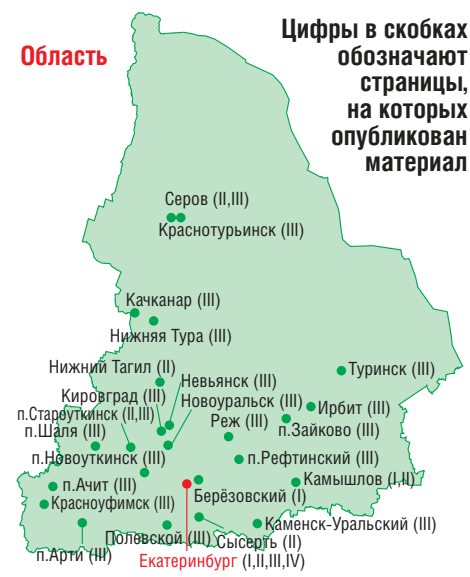 Область
Цифры в скобках
обозначают
страницы,
на которых
опубликован
материал
Серов (II,III)
Краснотурьинск (III)
Качканар (III)
Нижняя Тура (III)
Нижний Тагил (II)
Туринск (III)
Невьянск (III)
Кировград (III)
Новоуральск (III)
Ирбит (III)
п.Староуткинск (II,III)
Реж (III)
п.Зайково (III)
п.Шаля (III)
п.Новоуткинск (III)
п.Рефтинский (III)
Камышлов (I,II)
п.Ачит (III)
Берёзовский (I)
Красноуфимск (III)
Каменск-Уральский (III)
Полевской (III)
Сысерть (II)
п.Арти (III)
Екатеринбург (I,II,III,IV)